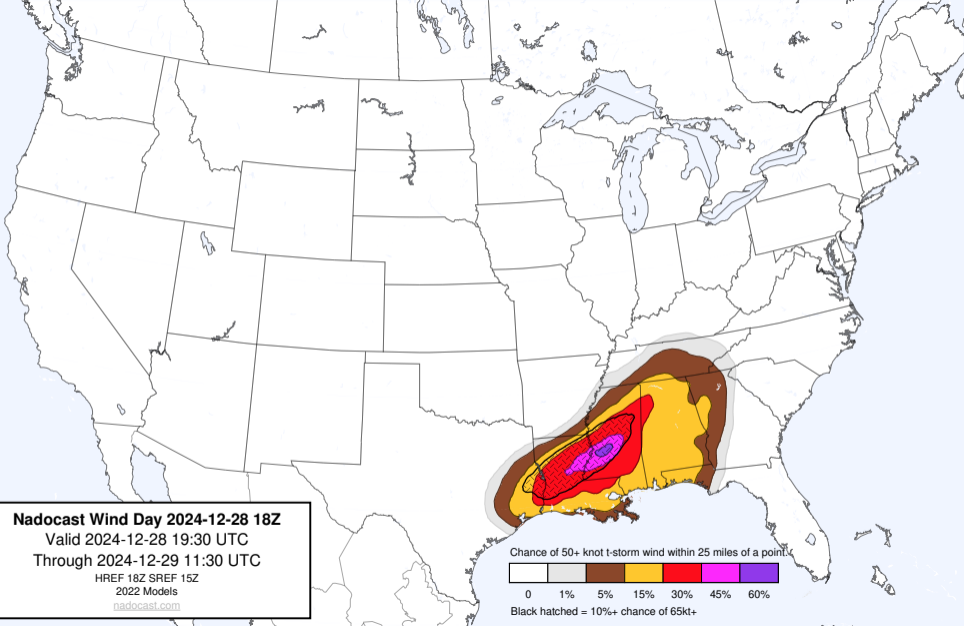 Nadocast Wind Day 2024-12-28 18Z
Valid 2024-12-28 19:30 UTC
Through 2024-12-29 11:30 UTC
HREF 18Z SREF 15Z
2022 Models
nadocast.com
Chance of 50+ knot t-storm wind within 25 miles of a point.
0 1% 5% 15% 30% 45% 60%
Black hatched = 10%+ chance of 65kt+